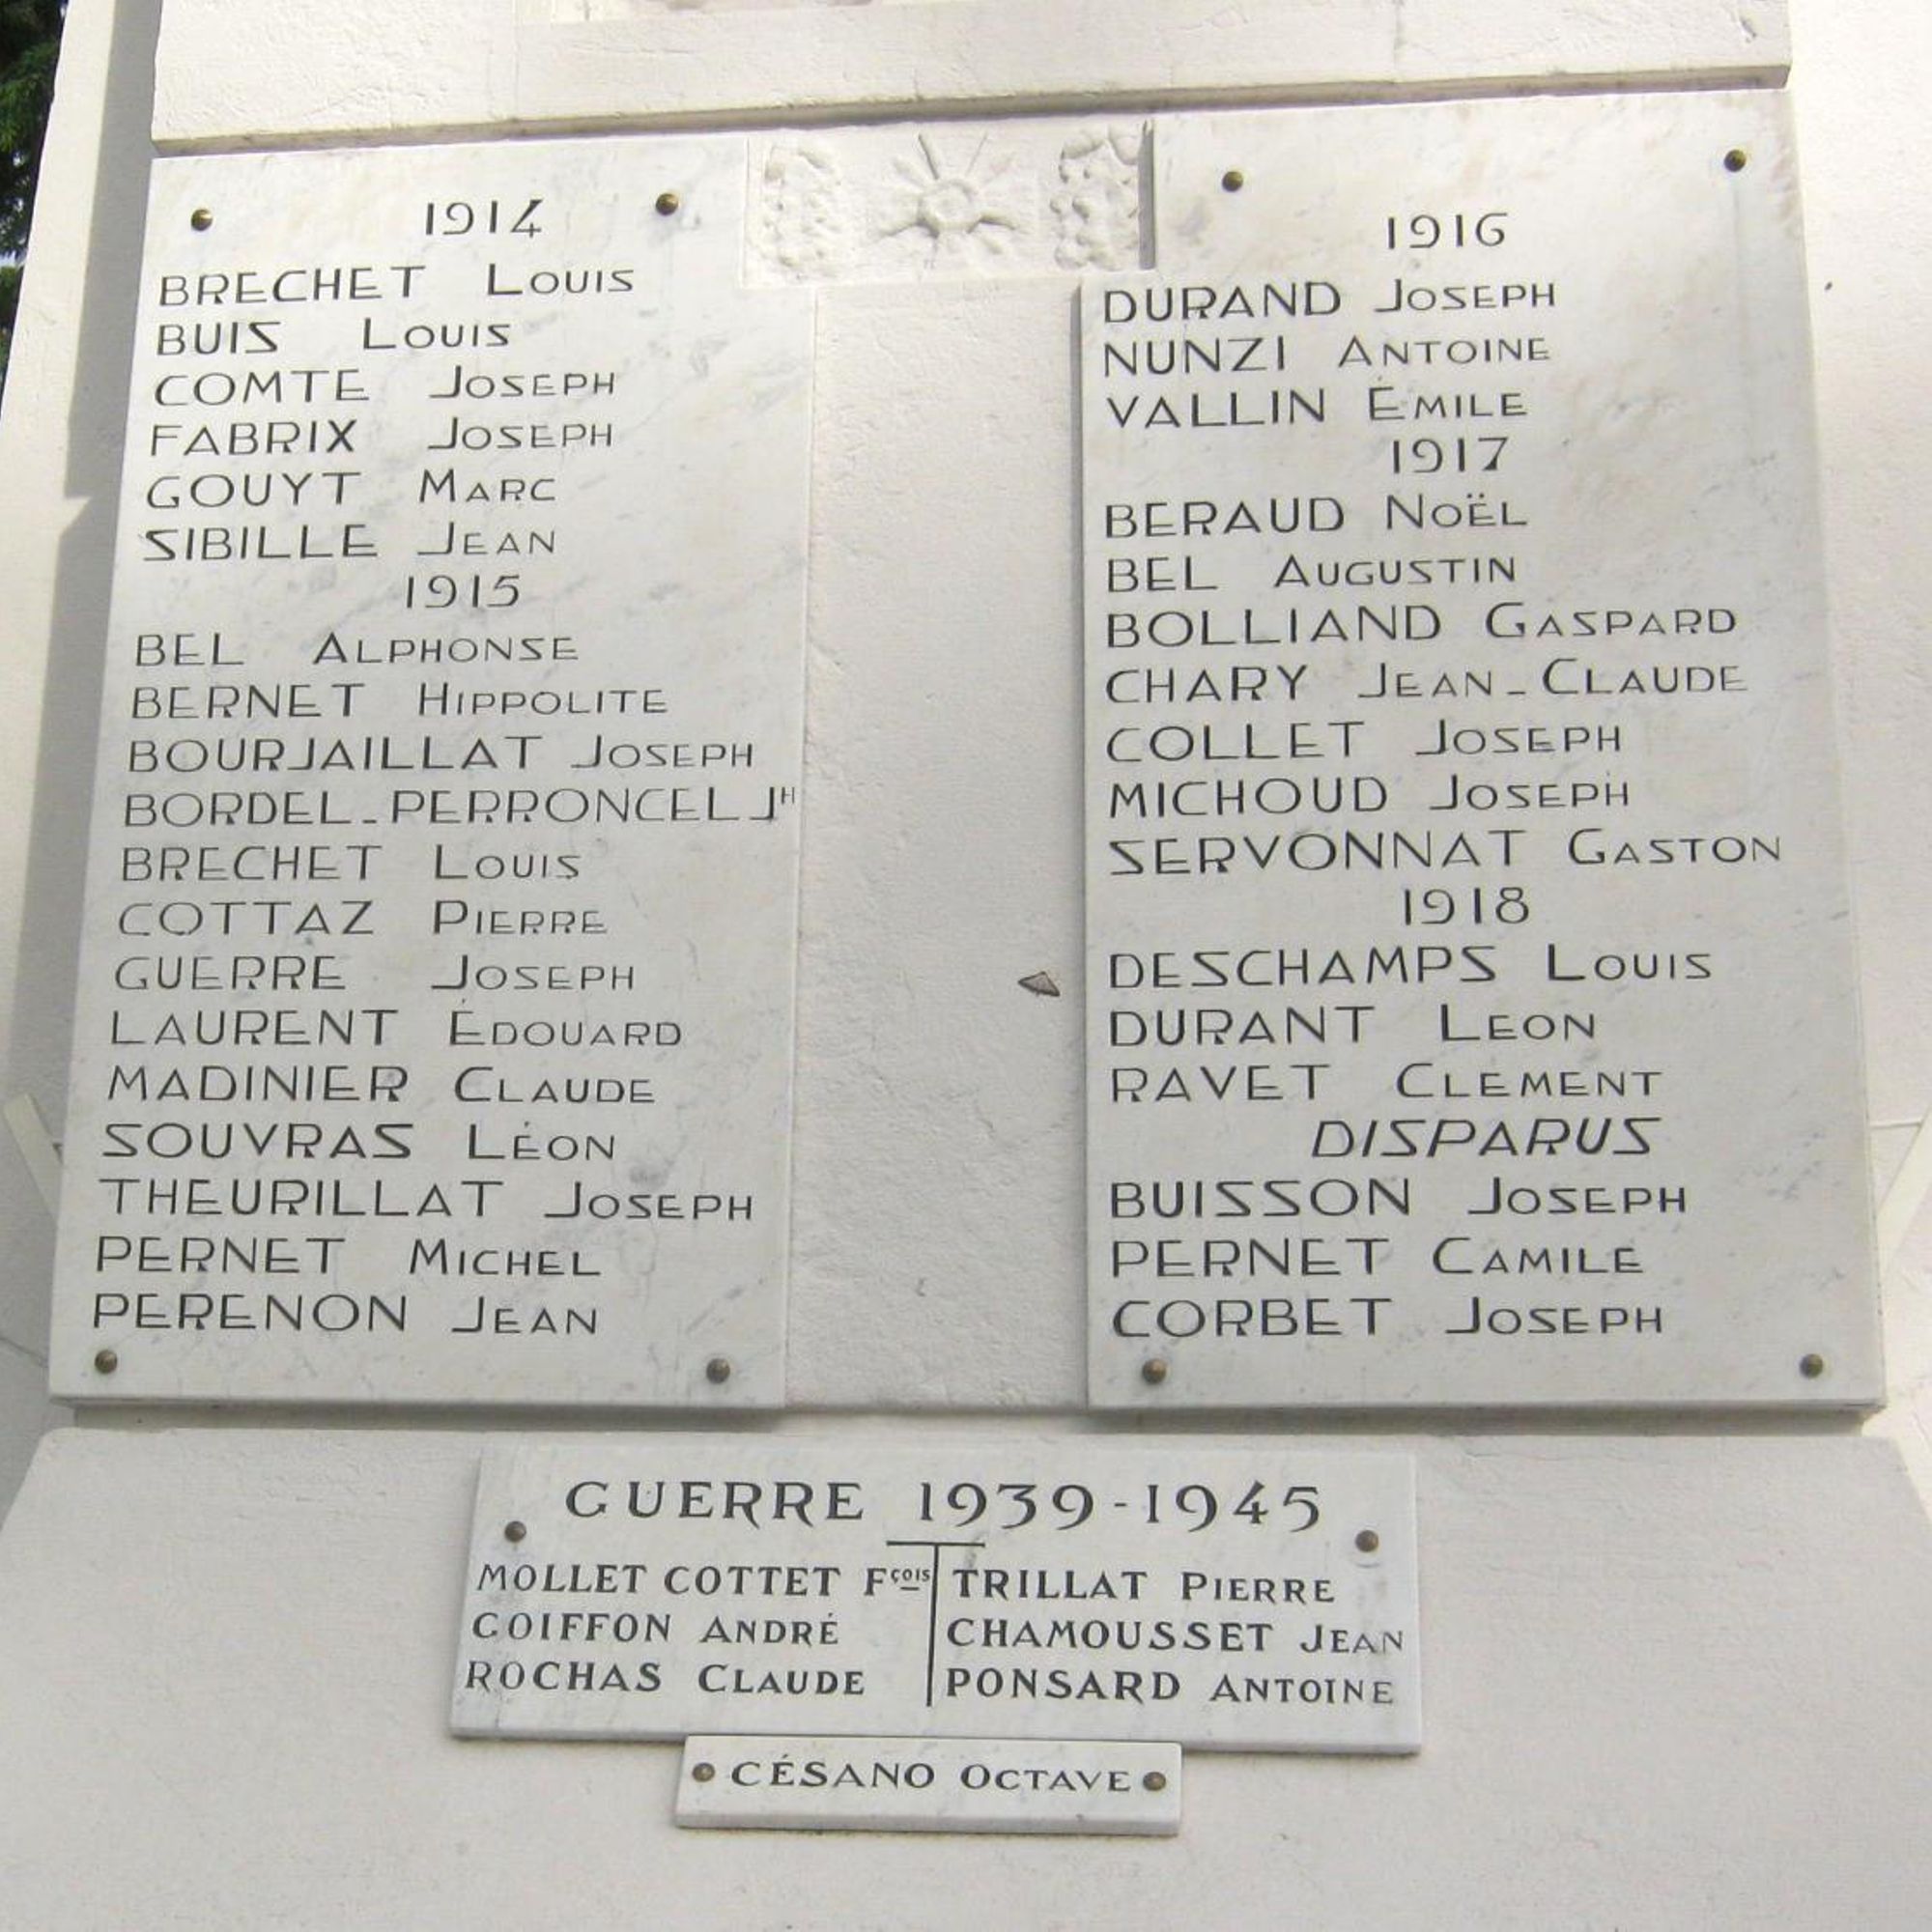 1914
BRECHET LOUIS
BUIS LOUIS
COMTE JOSEPH
FABRIX JOSEPH
GOUYT MARC
SIBILLE JEAN
1915
BEL ALPHONSE
BERNET HIPPOLITE
BOURJAILLAT JOSEPH
BORDEL-PERRONCEL JH
BRECHET LOUIS
COTTAZ PIERRE
GUERRE JOSEPH
LAURENT ÉDOUARD
MADINIER CLAUDE
SOUVRAS LÉON
THEURILLAT JOSEPH
PERNET MICHEL
PERENON JEAN
1916
DURAND JOSEPH
NUNZI ANTOINE
VALLIN ÉMILE
1917
BERAUD NOËL
BEL AUGUSTIN
BOLLIAND GASPARD
CHARY JEAN-CLAUDE
COLLET JOSEPH
MICHOUD JOSEPH
SERVONNAT GASTON
1918
DESCHAMPS LOUIS
DURANT LEON
RAVET CLEMENT
DISPARUS
BUISSON JOSEPH
PERNET CAMILE
CORBET JOSEPH
GUERRE 1939-1945
MOLLET COTTET Fçois
COIFFON ANDRÉ
ROCHAS CLAUDE
TRILLAT PIERRE
CHAMOUSSET JEAN
PONSARD ANTOINE
CÉSANO OCTAVE